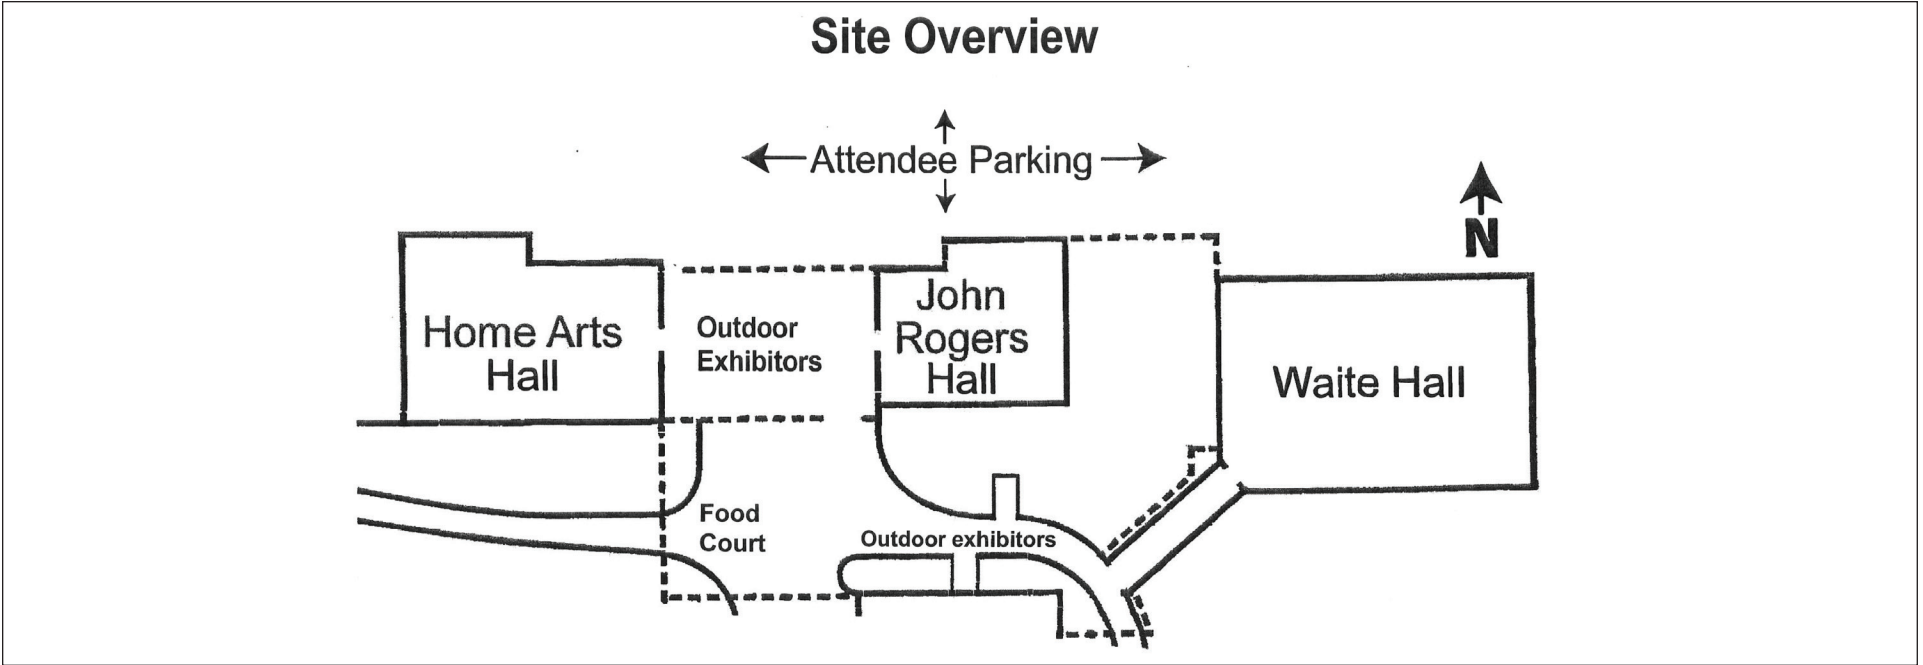 Site Overview
Attendee Parking
N
Home Arts
Hall
Outdoor
Exhibitors
John
Rogers
Hall
Waite Hall
Food
Court
Outdoor exhibitors